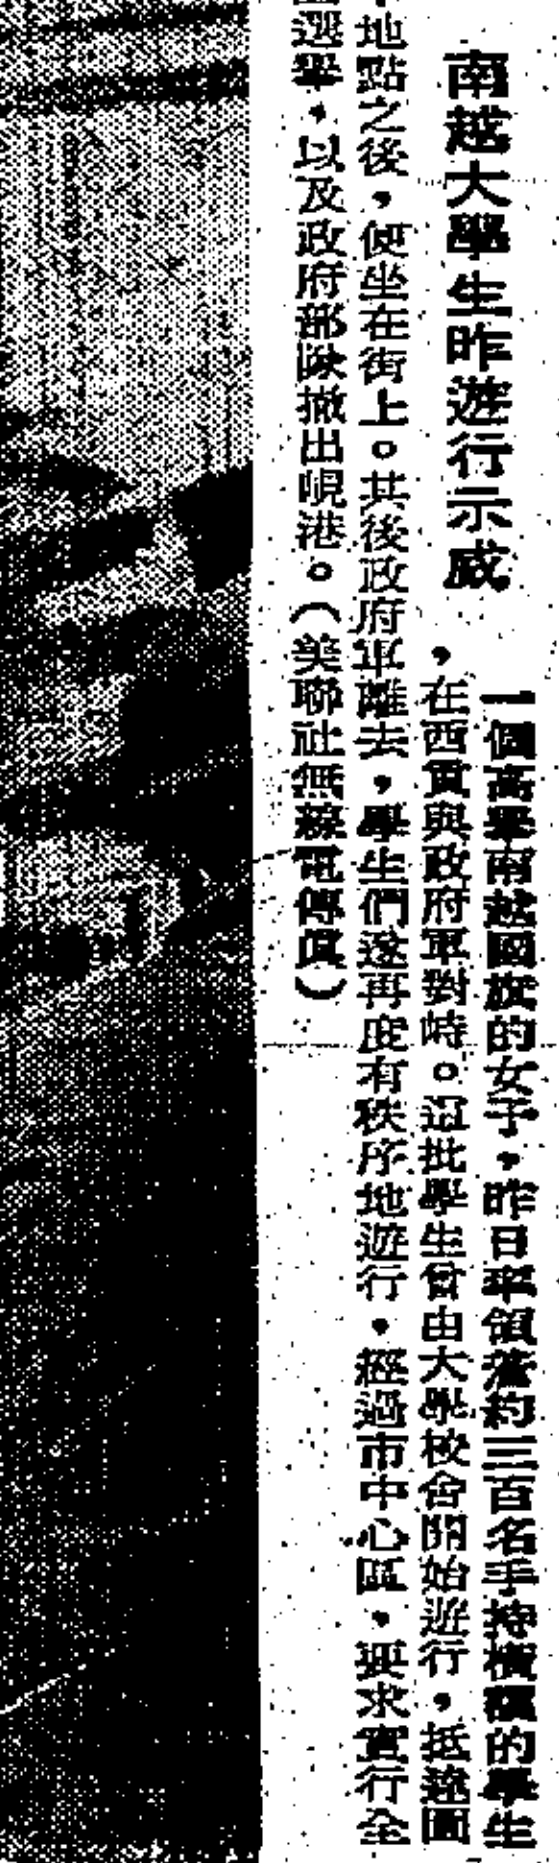 南越大學生昨遊行示威
一個高舉南越國旗的女子，昨日率領着約三百名手持橫額的學生
，在西貢與政府軍對峙。這批學生曾由大學校舍開始遊行，抵達圖
地點之後，便坐在街上。其後政府軍離去，學生們遂再度有秩序地遊行，經過市中心區，要求實行全
選舉，以及政府部隊撤出峴港。（美聯社無線電傳真）